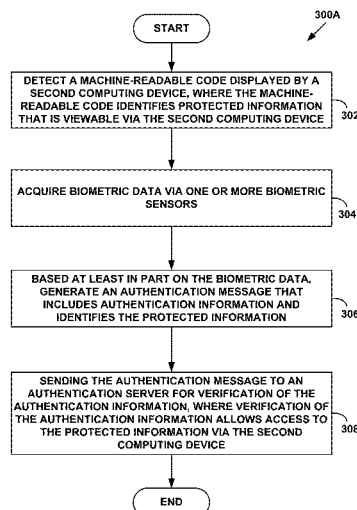 300A
START
DETECT A MACHINE-READABLE CODE DISPLAYED BY A
SECOND COMPUTING DEVICE, WHERE THE MACHINE-
READABLE CODE IDENTIFIES PROTECTED INFORMATION
THAT IS VIEWABLE VIA THE SECOND COMPUTING DEVICE
302
ACQUIRE BIOMETRIC DATA VIA ONE OR MORE BIOMETRIC
SENSORS
304
BASED AT LEAST IN PART ON THE BIOMETRIC DATA,
GENERATE AN AUTHENTICATION MESSAGE THAT
INCLUDES AUTHENTICATION INFORMATION AND
IDENTIFIES THE PROTECTED INFORMATION
306
SENDING THE AUTHENTICATION MESSAGE TO AN
AUTHENTICATION SERVER FOR VERIFICATION OF THE
AUTHENTICATION INFORMATION, WHERE VERIFICATION OF
THE AUTHENTICATION INFORMATION ALLOWS ACCESS TO
THE PROTECTED INFORMATION VIA THE SECOND
COMPUTING DEVICE
308
END